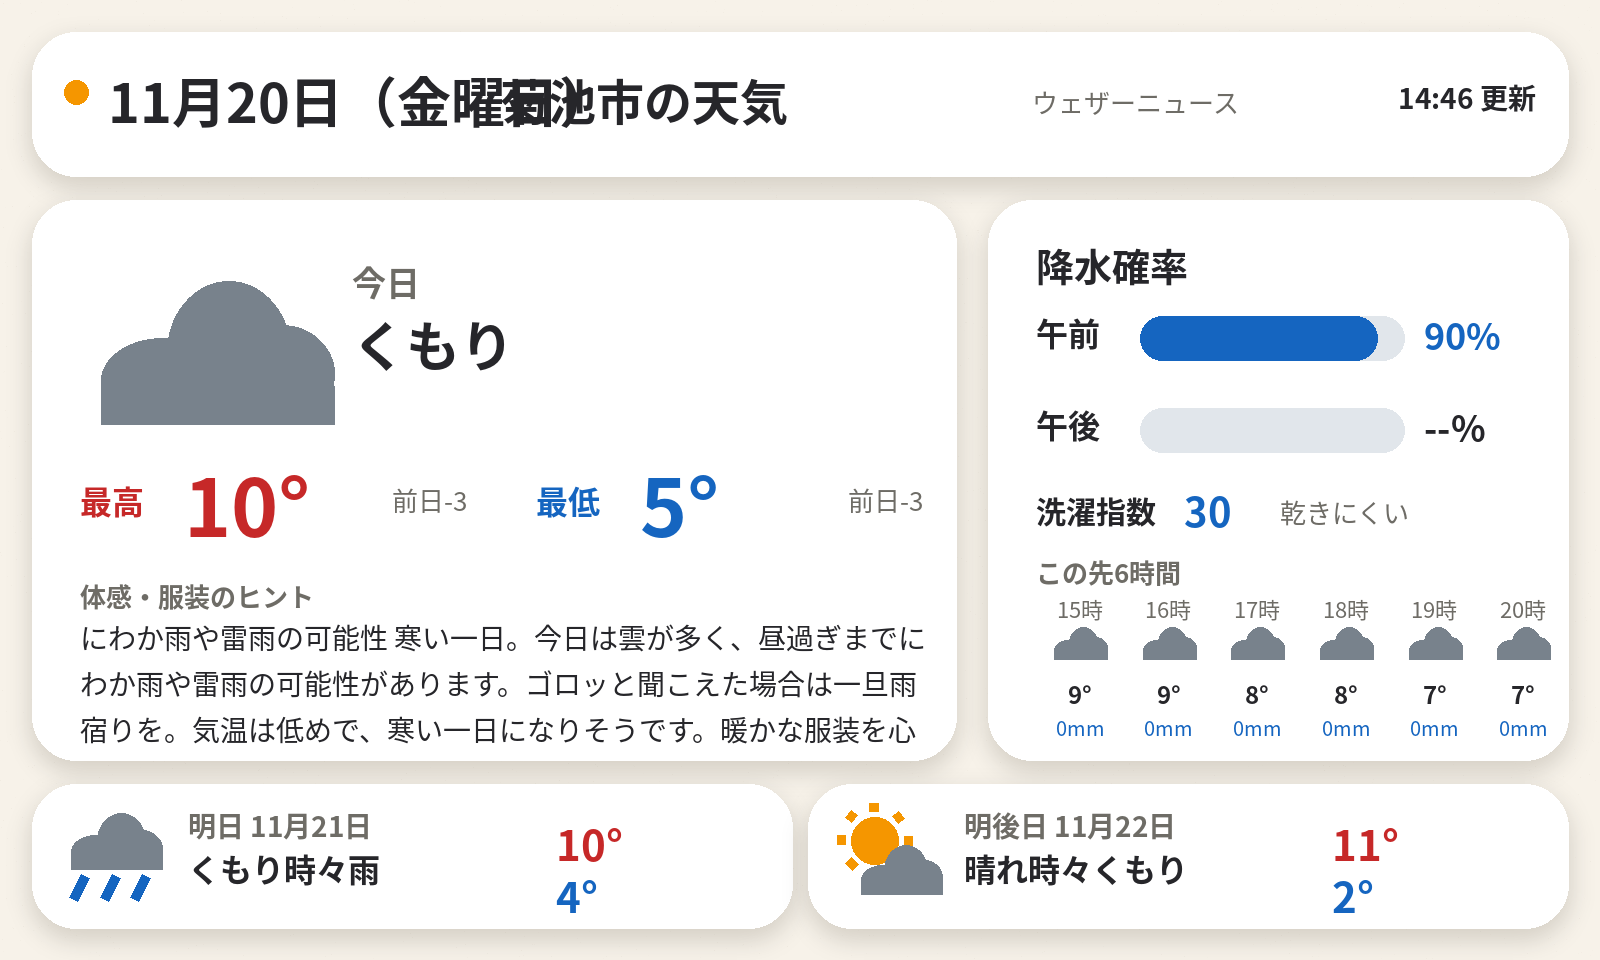 11月20日（金曜日）
菊池市の天気
ウェザーニュース
14:46 更新
今日
くもり
最高 10° 前日-3 最低 5° 前日-3
体感・服装のヒント
にわか雨や雷雨の可能性 寒い一日。今日は雲が多く、昼過ぎまでに
わか雨や雷雨の可能性があります。ゴロッと聞こえた場合は一旦雨
宿りを。気温は低めで、寒い一日になりそうです。暖かな服装を心
降水確率
午前 90%
午後 --%
洗濯指数 30 乾きにくい
この先6時間
15時 16時 17時 18時 19時 20時
9° 9° 8° 8° 7° 7°
0mm 0mm 0mm 0mm 0mm 0mm
明日 11月21日
くもり時々雨
10°
4°
明後日 11月22日
晴れ時々くもり
11°
2°